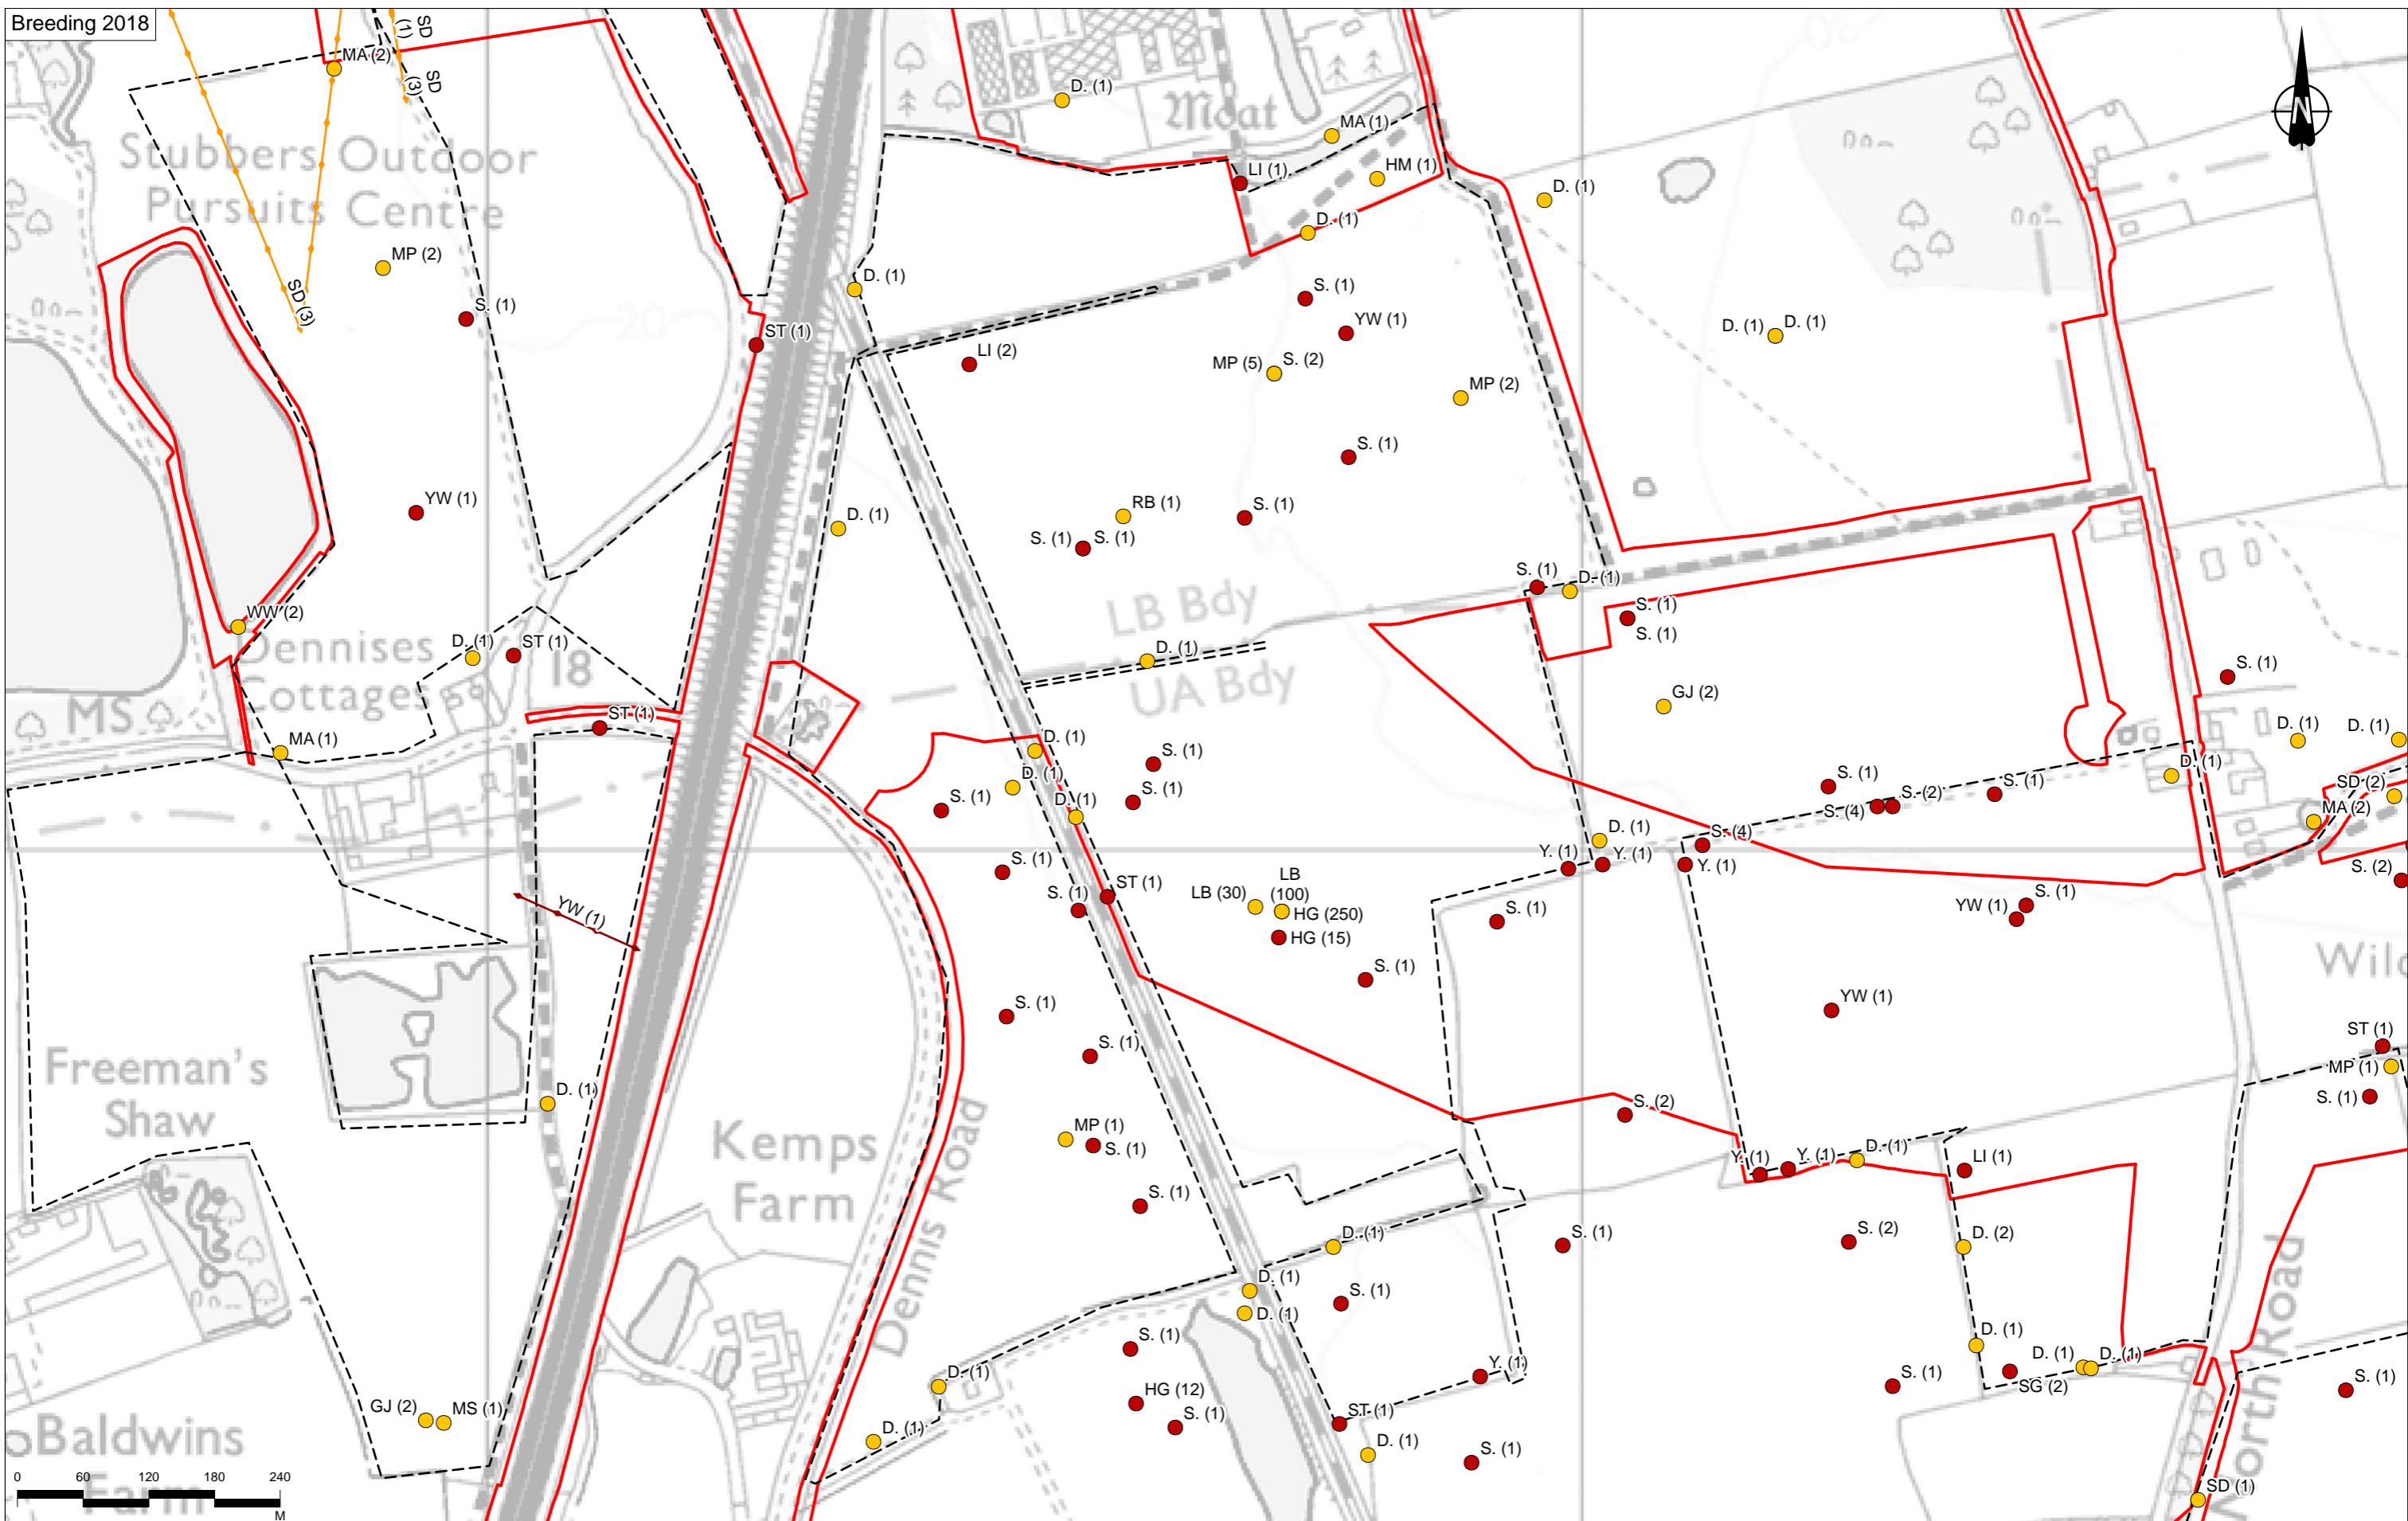 Breeding 2018
SD
(1)
SD
(3)
MA (2)
D. (1)
Moat
MA (1)
N
LI (1)
HM (1)
Stubbers Outdoor
Pursuits Centre
D. (1)
D. (1)
MP (2)
D. (1)
SD (3)
S. (1)
S. (1)
20
ST (1)
YW (1)
D. (1)
D. (1)
LI (2)
MP (5)
S. (2)
MP (2)
S. (1)
YW (1)
RB (1)
S. (1)
D. (1)
S. (1)
S. (1)
S. (1)
D. (1)
LB Bdy
WW (2)
S. (1)
S. (1)
Dennises
Cottages
D. (1)
ST (1)
18
D. (1)
UA Bdy
S. (1)
GJ (2)
MS
ST (1)
MA (1)
D. (1)
D. (1)
D. (1)
S. (1)
D. (1)
D. (1)
S. (1)
S. (1)
D. (1)
S. (1)
S. (1)
S. (2)
S. (4)
SD (2)
MA (2)
D. (1)
S. (4)
S. (1)
Y. (1)
Y. (1)
Y. (1)
S. (2)
YW (1)
S. (1)
ST (1)
LB (30)
LB
(100)
HG (250)
HG (15)
S. (1)
YW (1)
S. (1)
S. (1)
YW (1)
S. (1)
ST (1)
S. (1)
MP (1)
S. (1)
Freeman's
Shaw
D. (1)
S. (2)
Kemps
Farm
MP (1)
S. (1)
Y. (1)
Y. (1)
D. (1)
LI (1)
S. (1)
Dennis Road
D. (1)
S. (1)
S. (2)
D. (2)
D. (1)
D. (1)
S. (1)
North Road
S. (1)
D. (1)
D. (1)
D. (1)
Y. (1)
D. (1)
S. (1)
SG (2)
S. (1)
HG (12)
S. (1)
GJ (2)
MS (1)
D. (1)
ST (1)
D. (1)
S. (1)
Baldwins
Farm
0 60 120 180 240
M
SD (1)